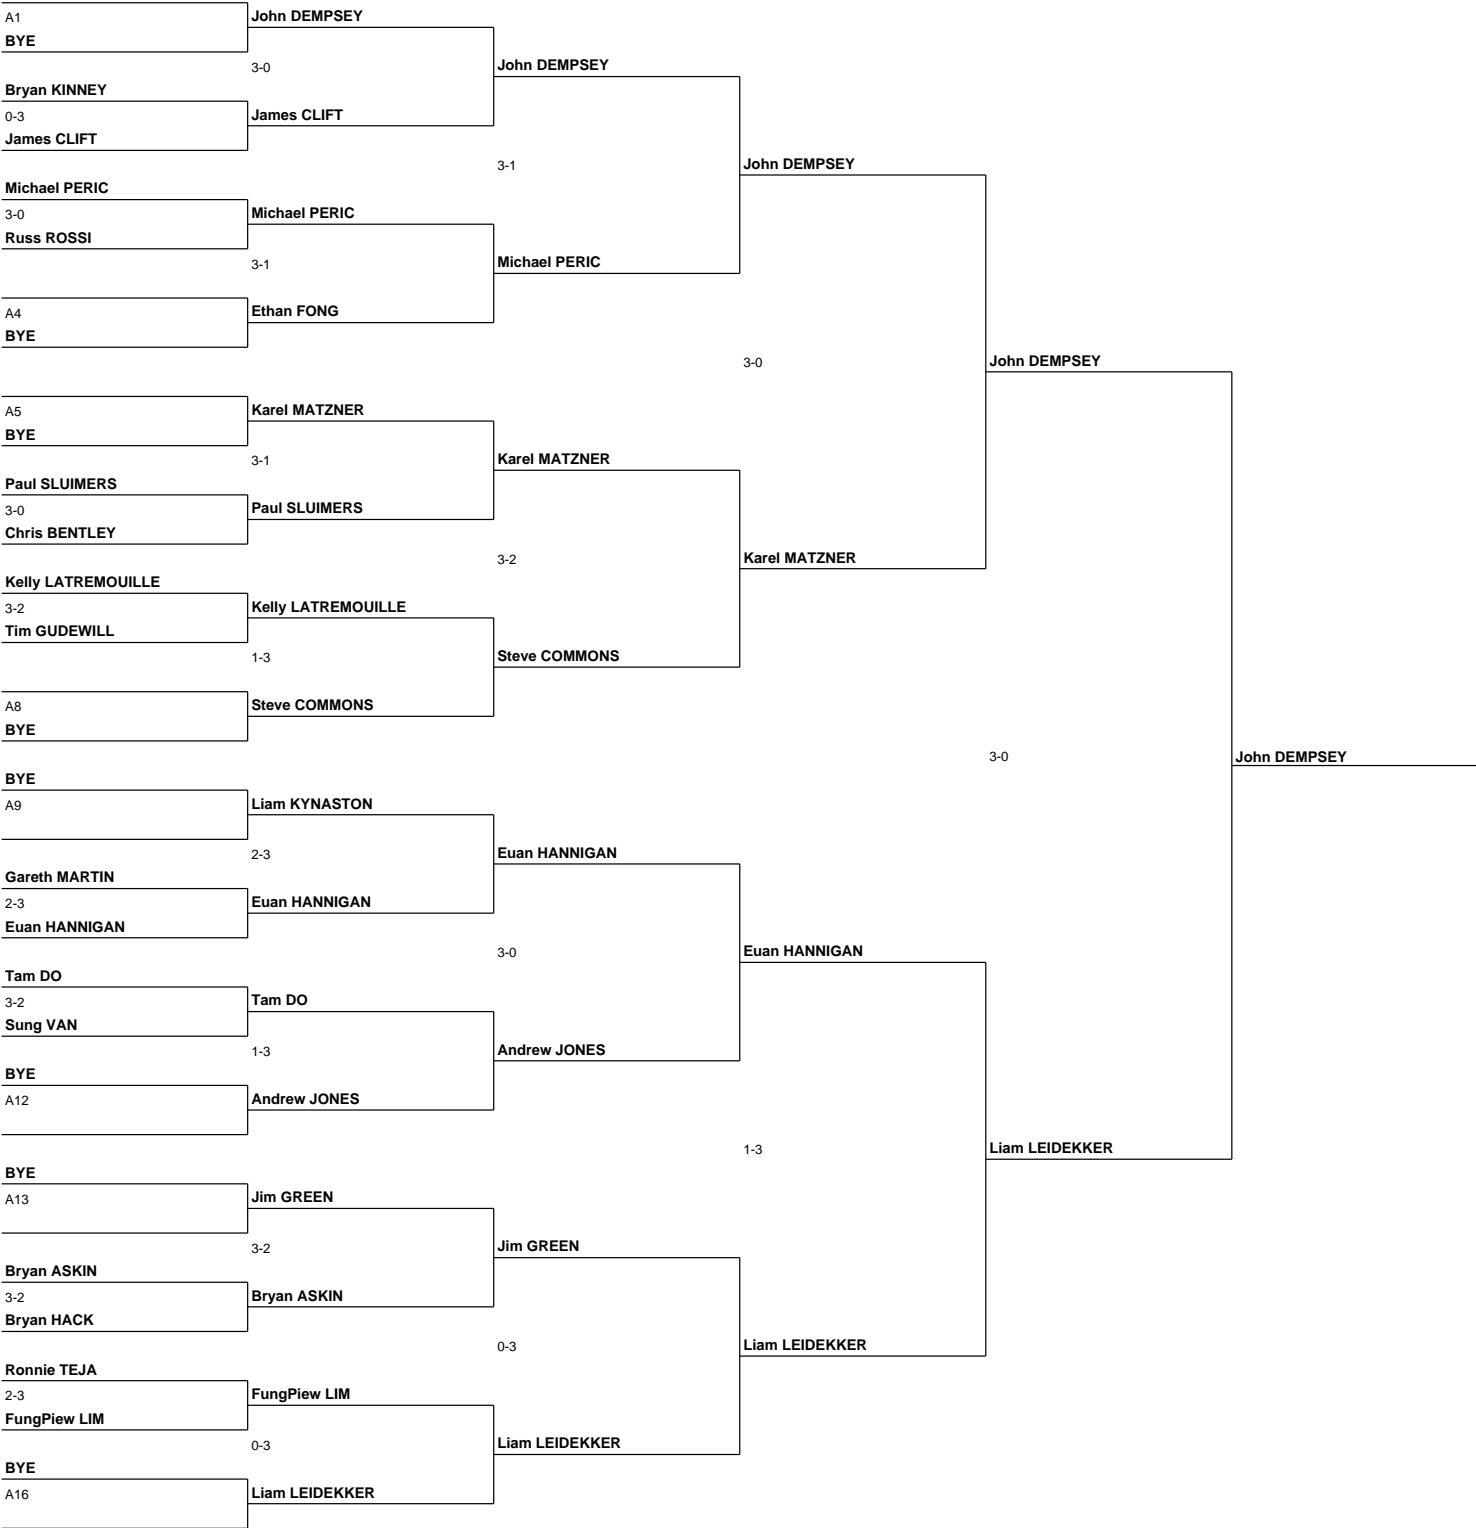 A1
BYE
John DEMPSEY
3-0
John DEMPSEY
Bryan KINNEY
0-3
James CLIFT
James CLIFT
3-1
John DEMPSEY
Michael PERIC
3-0
Russ ROSSI
Michael PERIC
3-1
Michael PERIC
A4
BYE
Ethan FONG
3-0
John DEMPSEY
A5
BYE
Karel MATZNER
3-1
Karel MATZNER
Paul SLUIMERS
3-0
Chris BENTLEY
Paul SLUIMERS
3-2
Karel MATZNER
Kelly LATREMOUILLE
3-2
Tim GUDEWILL
Kelly LATREMOUILLE
1-3
Steve COMMONS
A8
BYE
Steve COMMONS
3-0
John DEMPSEY
BYE
A9
Liam KYNASTON
2-3
Euan HANNIGAN
Gareth MARTIN
2-3
Euan HANNIGAN
Euan HANNIGAN
3-0
Euan HANNIGAN
Tam DO
3-2
Sung VAN
Tam DO
1-3
Andrew JONES
BYE
A12
Andrew JONES
1-3
Liam LEIDEKKER
BYE
A13
Jim GREEN
3-2
Jim GREEN
Bryan ASKIN
3-2
Bryan HACK
Bryan ASKIN
0-3
Liam LEIDEKKER
Ronnie TEJA
2-3
FungPiew LIM
FungPiew LIM
0-3
Liam LEIDEKKER
BYE
A16
Liam LEIDEKKER